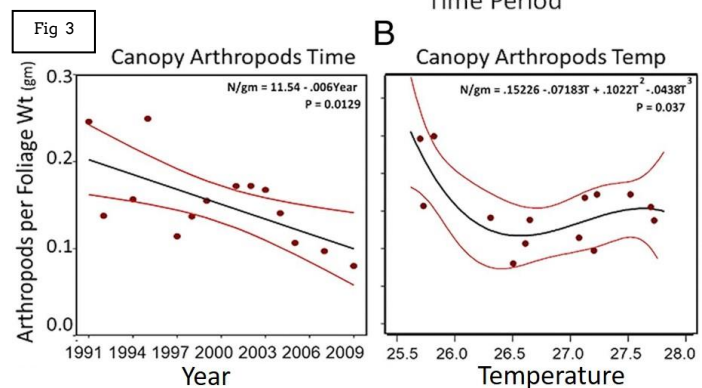 Time Period
Fig 3
B
Canopy Arthropods Time
N/gm = 11.54 - .006Year
P = 0.0129
Arthropods per Foliage Wt (gm)
0.3
0.2
0.1
0.0
1991 1994 1997 2000 2003 2006 2009
Year
Canopy Arthropods Temp
N/gm = .15226 -.07183T + .1022T² -.0438T³
P = 0.037
25.5 26.0 26.5 27.0 27.5 28.0
Temperature